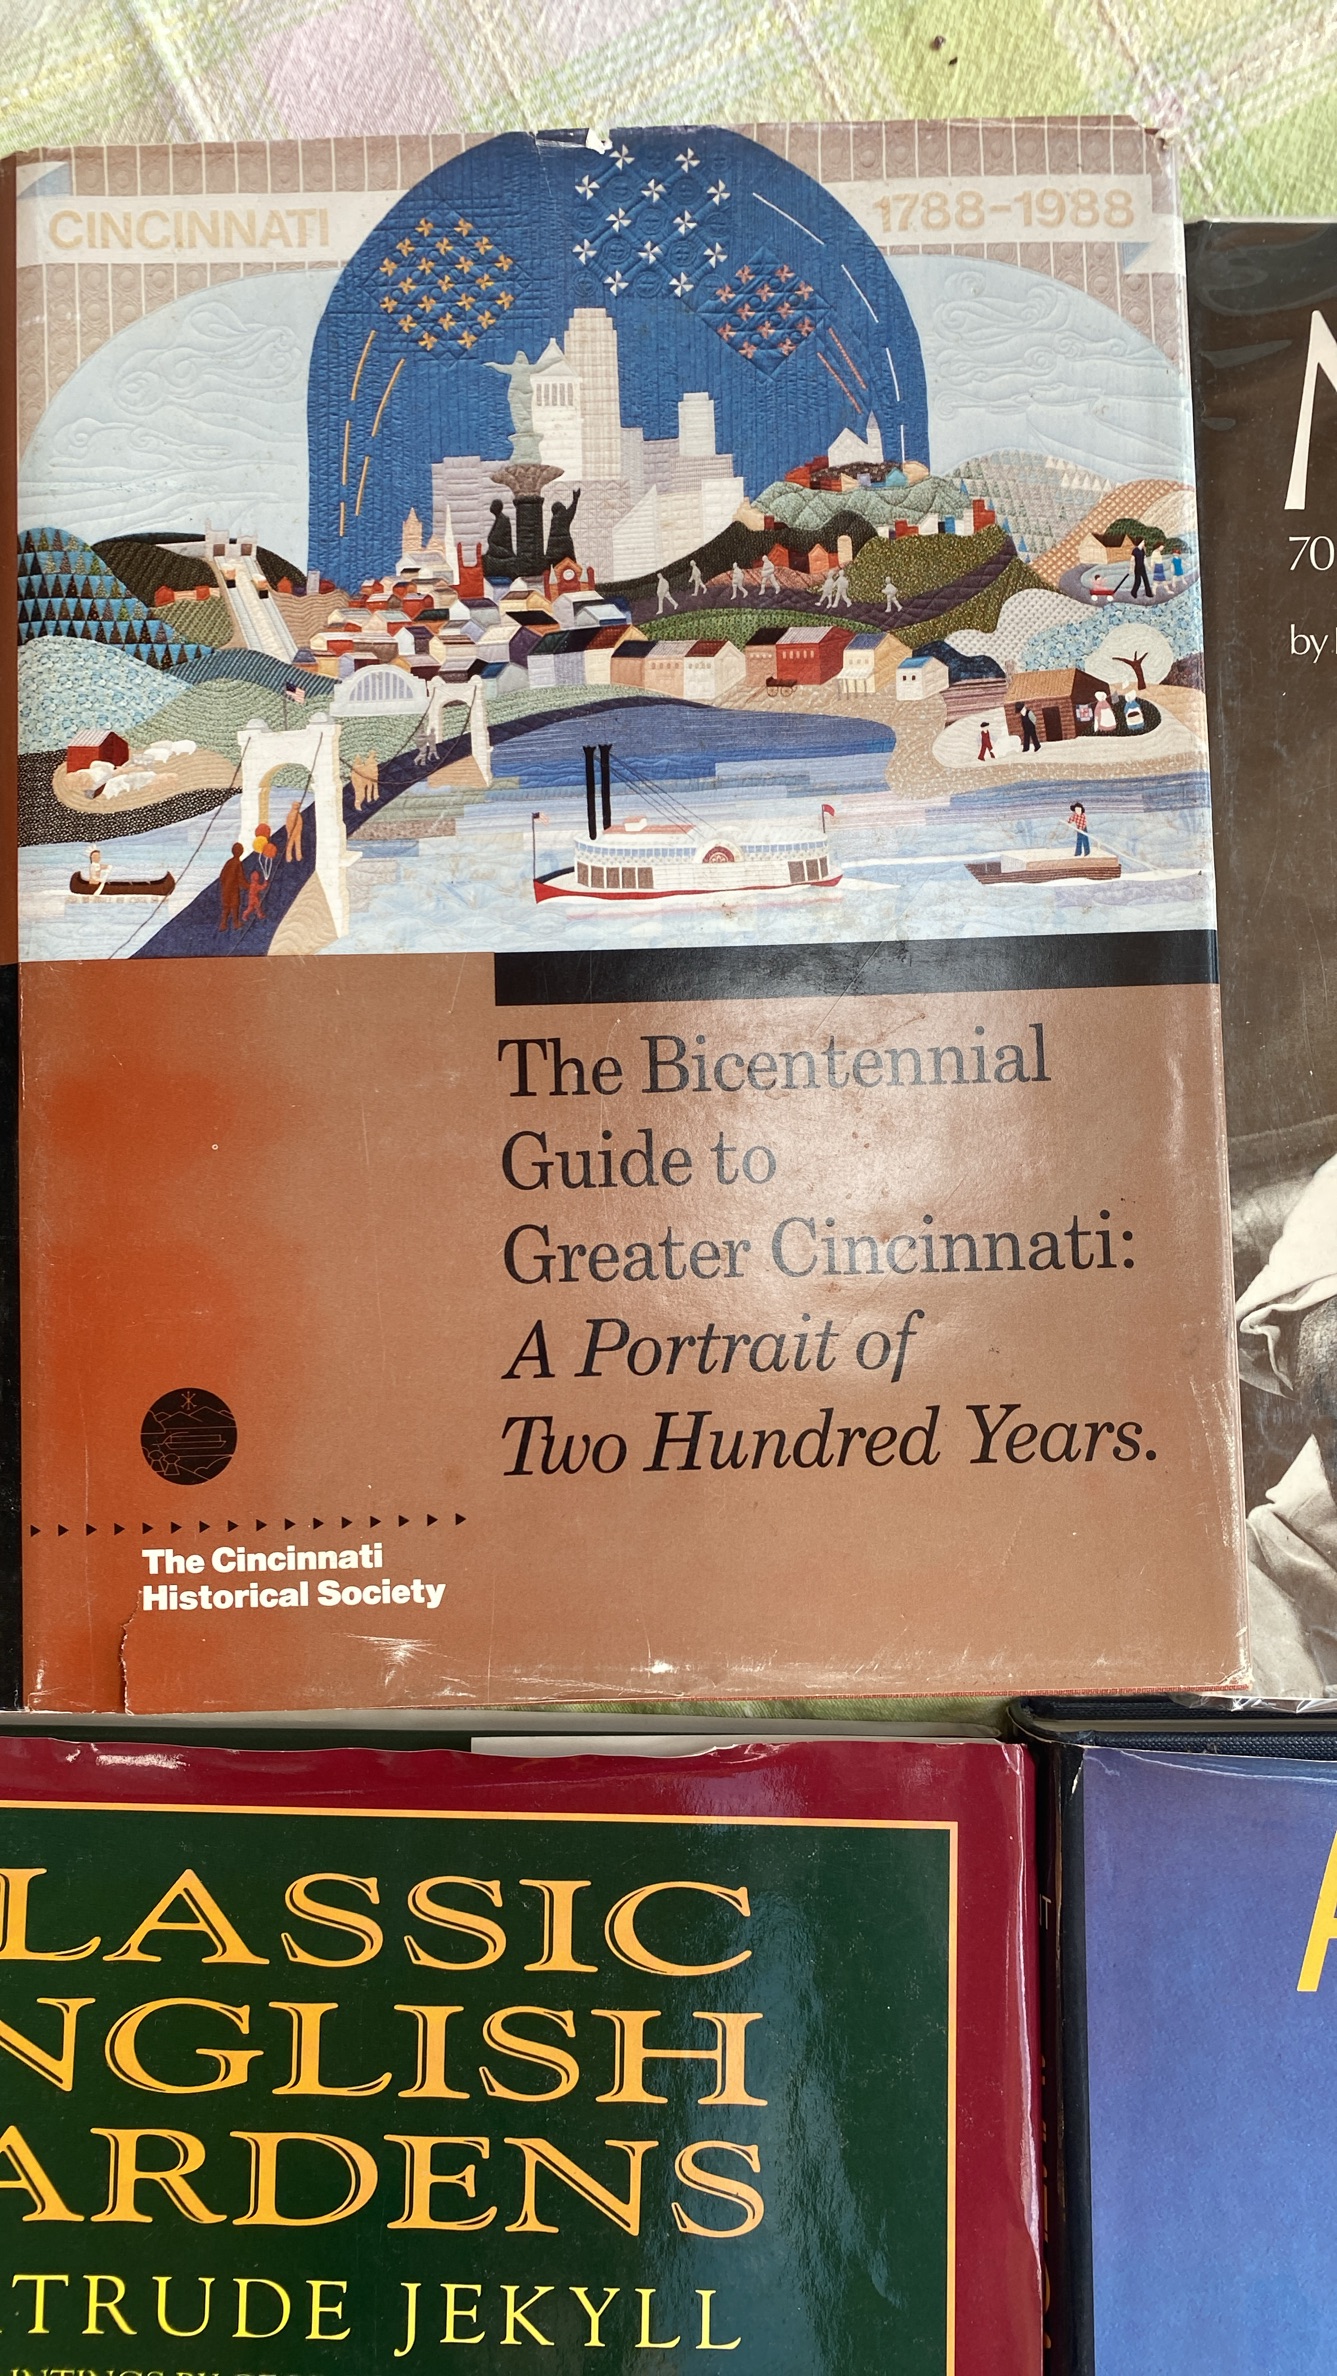 CINCINNATI 1788-1988
The Bicentennial
Guide to
Greater Cincinnati:
A Portrait of
Two Hundred Years.
The Cincinnati
Historical Society
70
by
LASSIC
NGLISH
ARDENS
TRUDE JEKYLL